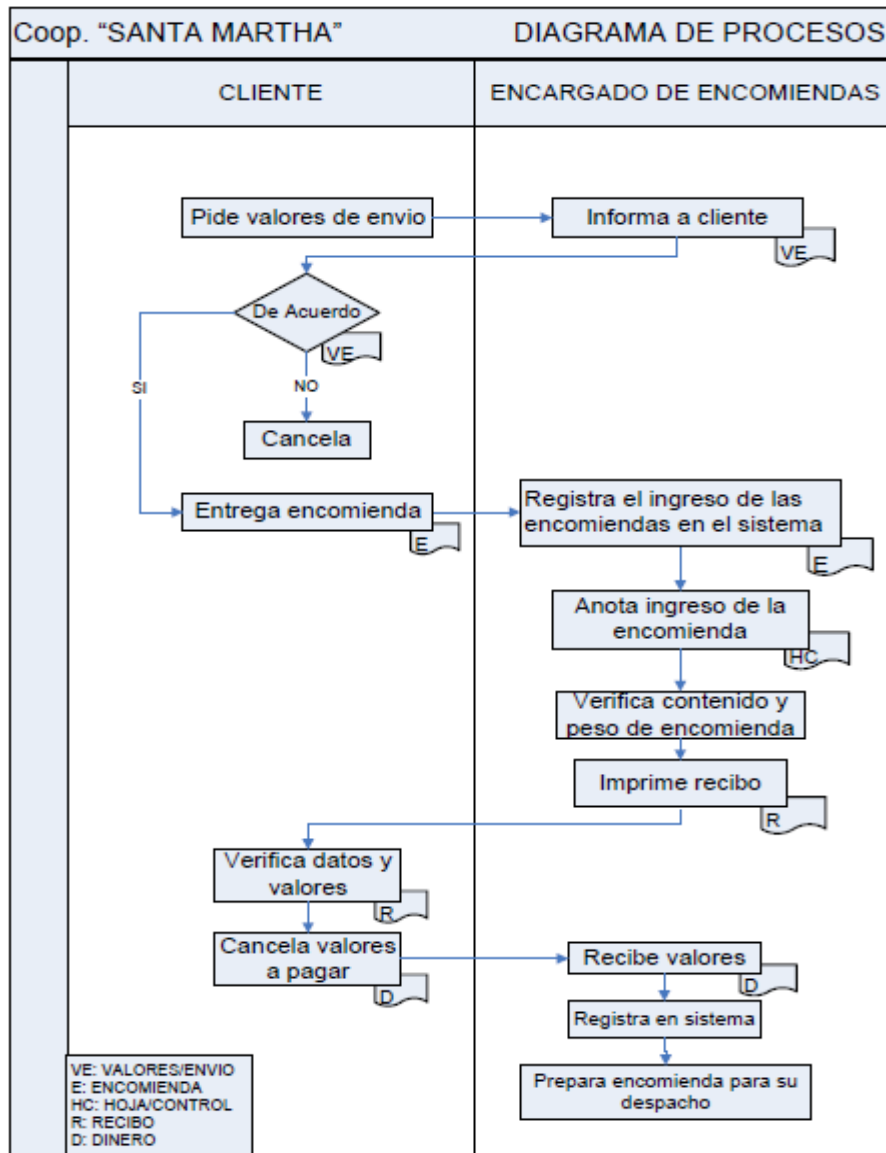 Coop. “SANTA MARTHA” DIAGRAMA DE PROCESOS
CLIENTE
ENCARGADO DE ENCOMIENDAS
Pide valores de envio
Informa a cliente
VE
De Acuerdo
VE
SI
NO
Cancela
Entrega encomienda
E
Registra el ingreso de las
encomiendas en el sistema
E
Anota ingreso de la
encomienda
HC
Verifica contenido y
peso de encomienda
Imprime recibo
R
Verifica datos y
valores
R
Cancela valores
a pagar
D
Recibe valores
D
Registra en sistema
Prepara encomienda para su
despacho
VE: VALORES/ENVIO
E: ENCOMIENDA
HC: HOJA/CONTROL
R: RECIBO
D: DINERO